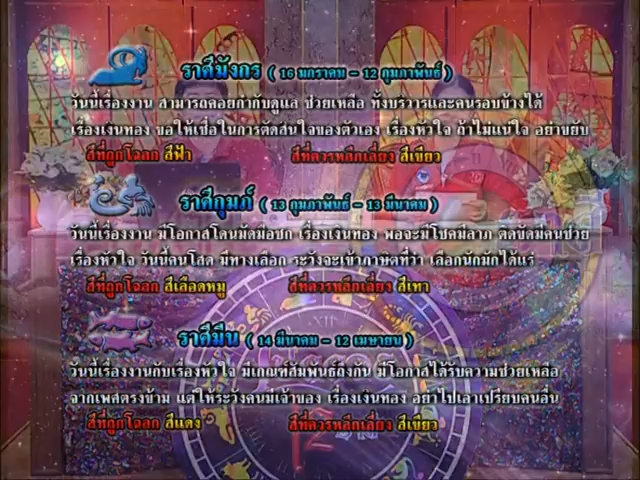 ราศีมังกร ( 16 มกราคม - 12 กุมภาพันธ์ )
วันนี้เรื่องงาน สามารถคอยกำกับดูแล ช่วยเหลือ ทั้งบริวารและคนรอบข้างได้
เรื่องเงินทอง ขอให้เชื่อในการตัดสินใจของตัวเอง เรื่องหัวใจ ถ้าไม่แน่ใจ อย่าขยับ
สีที่ถูกโฉลก สีฟ้า สีที่ควรหลีกเลี่ยง สีเขียว
ราศีกุมภ์ ( 13 กุมภาพันธ์ - 13 มีนาคม )
วันนี้เรื่องงาน มีโอกาสโดนมัดมือชก เรื่องเงินทอง พอจะมีโชคมีลาภ ติดขัดมีคนช่วย
เรื่องหัวใจ วันนี้คนโสด มีทางเลือก ระวังจะเข้าภาษิตที่ว่า เลือกนักมักได้แร่
สีที่ถูกโฉลก สีเลือดหมู สีที่ควรหลีกเลี่ยง สีเทา
ราศีมีน ( 14 มีนาคม - 12 เมษายน )
วันนี้เรื่องงานกับเรื่องหัวใจ มีเกณฑ์สัมพันธ์ถึงกัน มีโอกาสได้รับความช่วยเหลือ
จากเพศตรงข้าม แต่ให้ระวังคนมีเจ้าของ เรื่องเงินทอง อย่าไปเอาเปรียบคนอื่น
สีที่ถูกโฉลก สีแดง สีที่ควรหลีกเลี่ยง สีเขียว
12